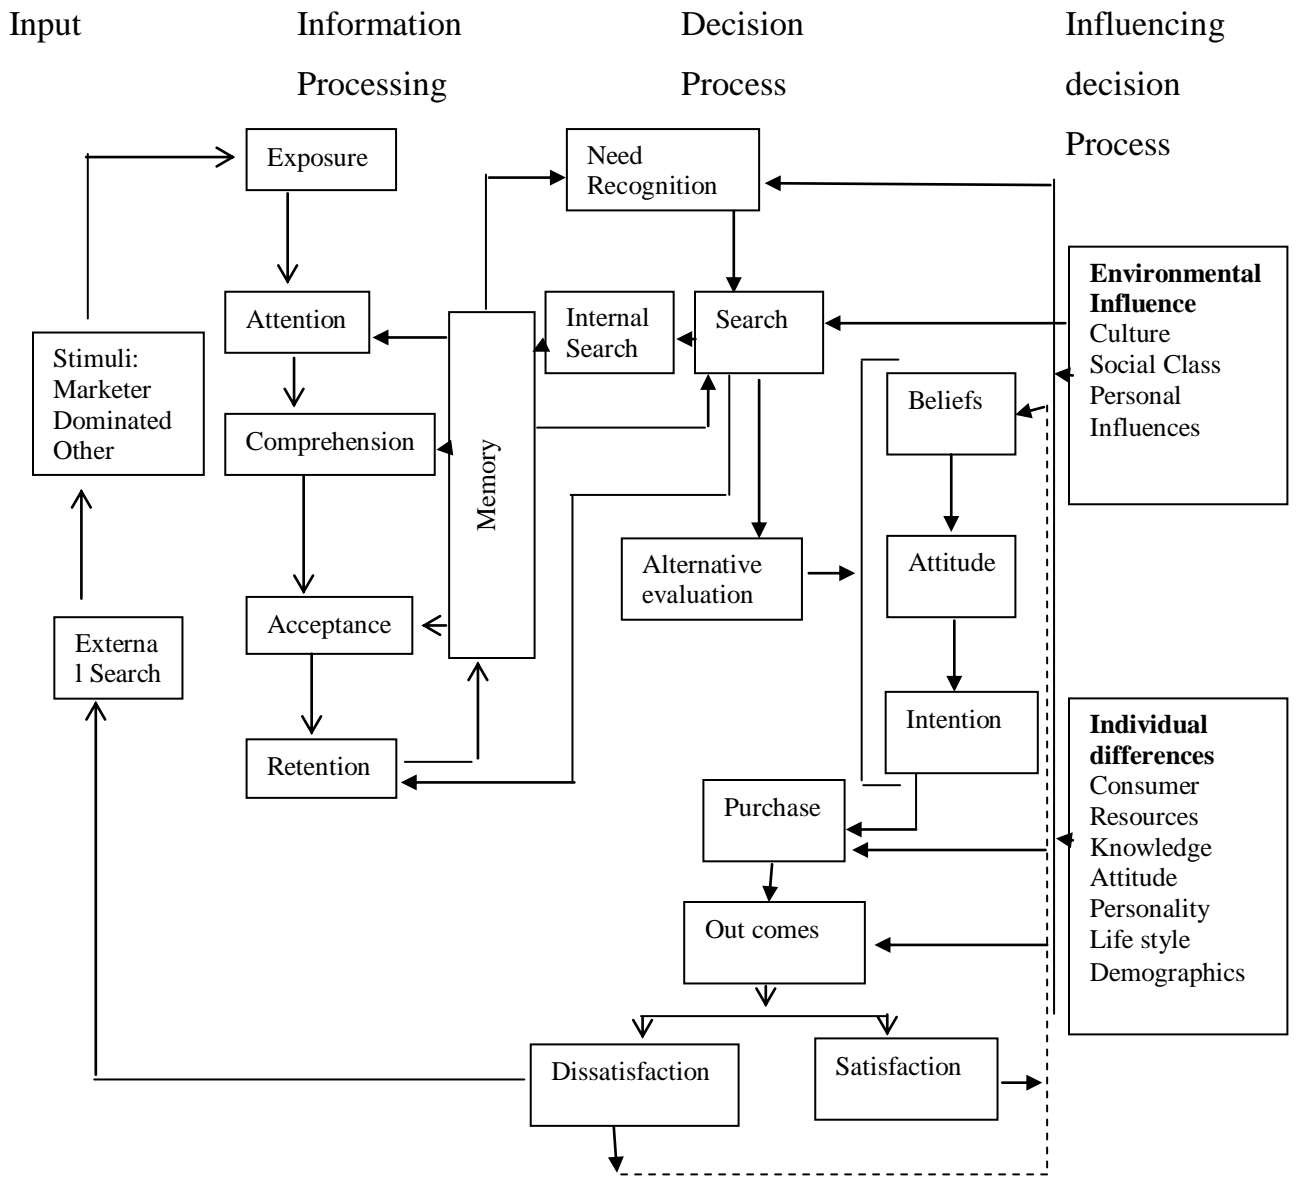 Input
Information
Processing
Decision
Process
Influencing
decision
Process
Exposure
Need
Recognition
Environmental
Influence
Culture
Social Class
Personal
Influences
Attention
Internal
Search
Search
Stimuli:
Marketer
Dominated
Other
Beliefs
Comprehension
Memory
Alternative
evaluation
Attitude
Acceptance
Externa
l Search
Intention
Individual
differences
Consumer
Resources
Knowledge
Attitude
Personality
Life style
Demographics
Retention
Purchase
Out comes
Dissatisfaction
Satisfaction